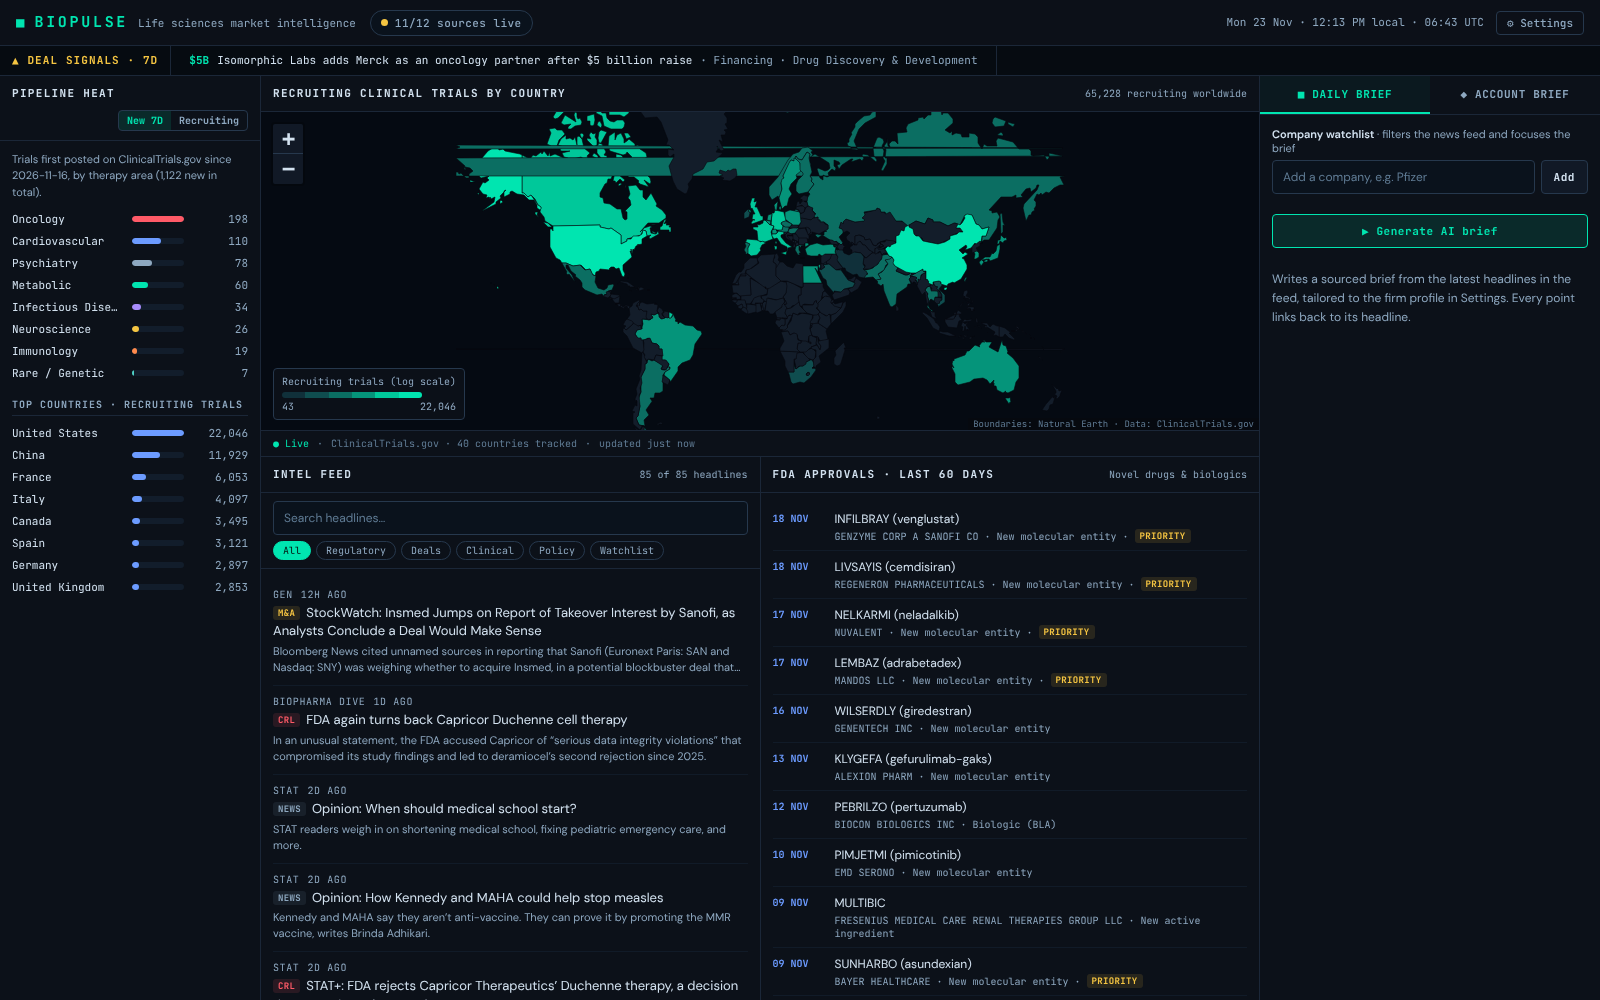 BIOPULSE Life sciences market intelligence 11/12 sources live Mon 23 Nov · 12:13 PM local · 06:43 UTC ⚙ Settings
▲ DEAL SIGNALS · 7D $5B Isomorphic Labs adds Merck as an oncology partner after $5 billion raise · Financing · Drug Discovery & Development
PIPELINE HEAT
New 7D Recruiting
Trials first posted on ClinicalTrials.gov since
2026-11-16, by therapy area (1,122 new in
total).
Oncology 198
Cardiovascular 110
Psychiatry 78
Metabolic 60
Infectious Dise… 34
Neuroscience 26
Immunology 19
Rare / Genetic 7
TOP COUNTRIES · RECRUITING TRIALS
United States 22,046
China 11,929
France 6,053
Italy 4,097
Canada 3,495
Spain 3,121
Germany 2,897
United Kingdom 2,853
RECRUITING CLINICAL TRIALS BY COUNTRY 65,228 recruiting worldwide
+
−
Recruiting trials (log scale)
43 22,046
Boundaries: Natural Earth · Data: ClinicalTrials.gov
● Live · ClinicalTrials.gov · 40 countries tracked · updated just now
INTEL FEED 85 of 85 headlines
Search headlines…
All Regulatory Deals Clinical Policy Watchlist
GEN 12H AGO
M&A StockWatch: Insmed Jumps on Report of Takeover Interest by Sanofi, as
Analysts Conclude a Deal Would Make Sense
Bloomberg News cited unnamed sources in reporting that Sanofi (Euronext Paris: SAN and
Nasdaq: SNY) was weighing whether to acquire Insmed, in a potential blockbuster deal that…
BIOPHARMA DIVE 1D AGO
CRL FDA again turns back Capricor Duchenne cell therapy
In an unusual statement, the FDA accused Capricor of “serious data integrity violations” that
compromised its study findings and led to deramiocel’s second rejection since 2025.
STAT 2D AGO
NEWS Opinion: When should medical school start?
STAT readers weigh in on shortening medical school, fixing pediatric emergency care, and
more.
STAT 2D AGO
NEWS Opinion: How Kennedy and MAHA could help stop measles
Kennedy and MAHA say they aren’t anti-vaccine. They can prove it by promoting the MMR
vaccine, writes Brinda Adhikari.
STAT 2D AGO
CRL STAT+: FDA rejects Capricor Therapeutics’ Duchenne therapy, a decision
FDA APPROVALS · LAST 60 DAYS Novel drugs & biologics
18 NOV INFILBRAY (venglustat)
GENZYME CORP A SANOFI CO · New molecular entity · PRIORITY
18 NOV LIVSAYIS (cemdisiran)
REGENERON PHARMACEUTICALS · New molecular entity · PRIORITY
17 NOV NELKARMI (neladalkib)
NUVALENT · New molecular entity · PRIORITY
17 NOV LEMBAZ (adrabetadex)
MANDOS LLC · New molecular entity · PRIORITY
16 NOV WILSERDLY (giredestran)
GENENTECH INC · New molecular entity
13 NOV KLYGEFA (gefurulimab-gaks)
ALEXION PHARM · New molecular entity
12 NOV PEBRILZO (pertuzumab)
BIOCON BIOLOGICS INC · Biologic (BLA)
10 NOV PIMJETMI (pimicotinib)
EMD SERONO · New molecular entity
09 NOV MULTIBIC
FRESENIUS MEDICAL CARE RENAL THERAPIES GROUP LLC · New active
ingredient
09 NOV SUNHARBO (asundexian)
BAYER HEALTHCARE · New molecular entity · PRIORITY
■ DAILY BRIEF ◆ ACCOUNT BRIEF
Company watchlist · filters the news feed and focuses the
brief
Add a company, e.g. Pfizer Add
▶ Generate AI brief
Writes a sourced brief from the latest headlines in the
feed, tailored to the firm profile in Settings. Every point
links back to its headline.